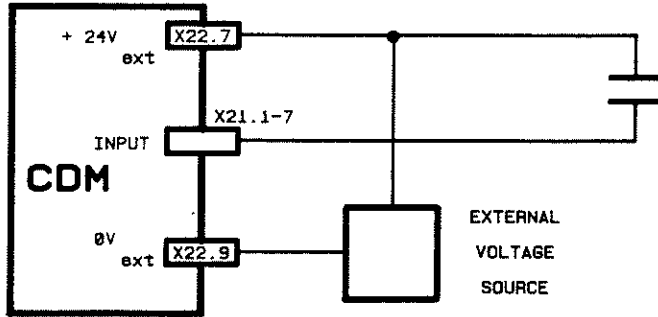 + 24V
ext
X22.7
X21.1-7
INPUT
CDM
0V
ext
X22.9
EXTERNAL
VOLTAGE
SOURCE